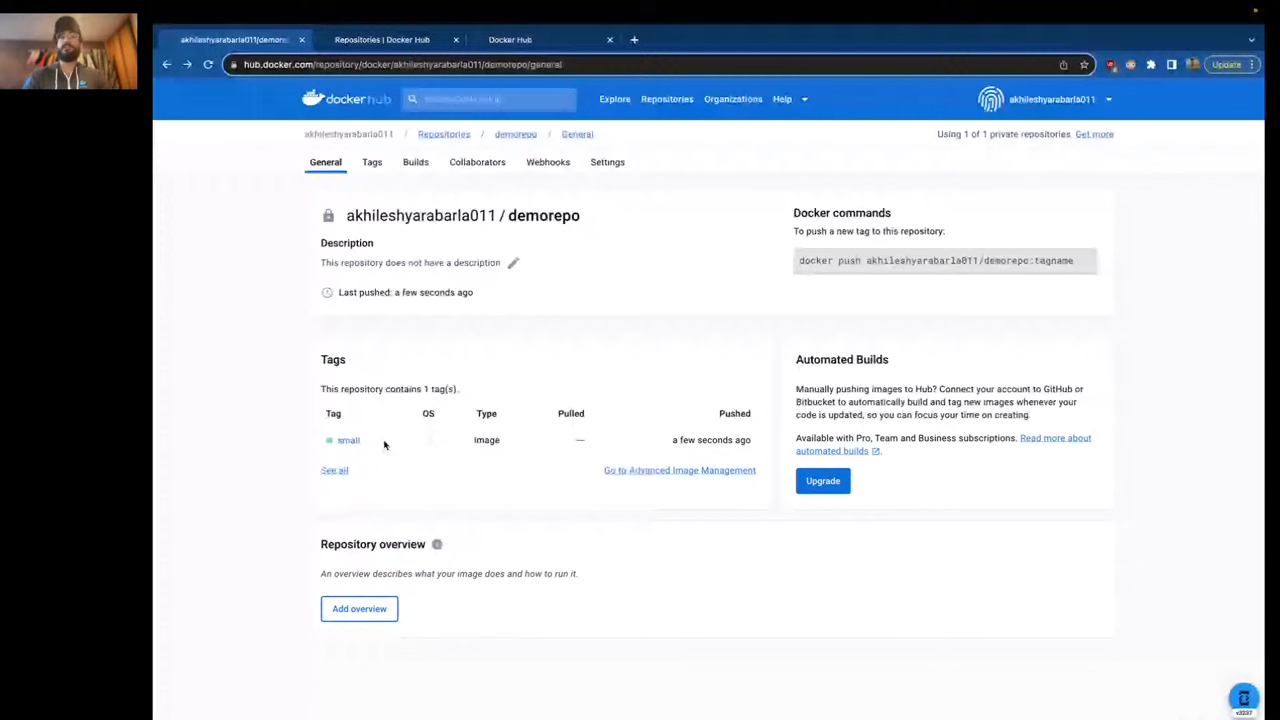 akhileshyarabarla011/demor
Repositories | Docker Hub
Docker Hub
hub.docker.com/repository/docker/akhileshyarabarla011/demorepo/general
Update
dockerhub
Explore
Repositories
Organizations
Help
akhileshyarabarla011
akhileshyarabarla011 / Repositories / demorepo / General
Using 1 of 1 private repositories. Get more
General
Tags
Builds
Collaborators
Webhooks
Settings
akhileshyarabarla011 / demorepo
Description
This repository does not have a description
Last pushed: a few seconds ago
Docker commands
To push a new tag to this repository:
docker push akhileshyarabarla011/demorepo:tagname
Tags
This repository contains 1 tag(s).
Tag OS Type Pulled Pushed
small Image --- a few seconds ago
See all
Go to Advanced Image Management
Automated Builds
Manually pushing images to Hub? Connect your account to GitHub or
Bitbucket to automatically build and tag new images whenever your
code is updated, so you can focus your time on creating.
Available with Pro, Team and Business subscriptions. Read more about
automated builds
Upgrade
Repository overview
An overview describes what your image does and how to run it.
Add overview
v3237